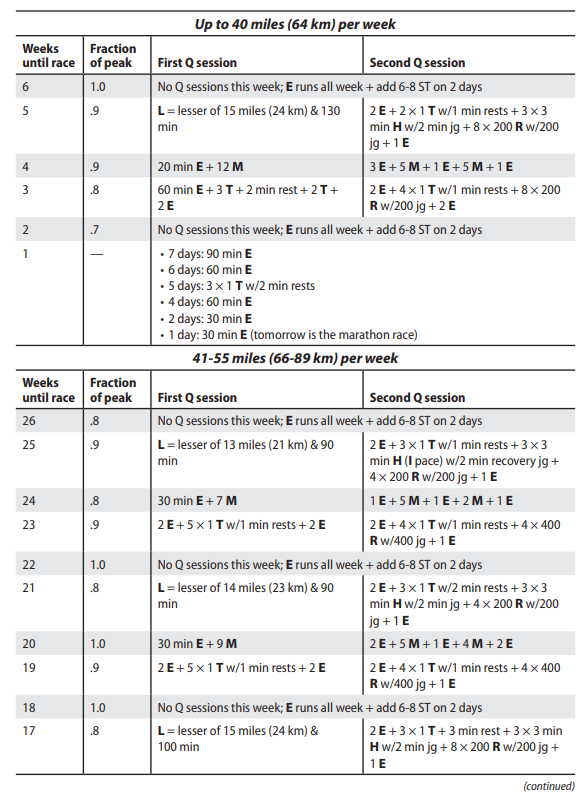 Up to 40 miles (64 km) per week
Weeks until race
Fraction of peak
First Q session
Second Q session
6
1.0
No Q sessions this week; E runs all week + add 6-8 ST on 2 days
5
.9
L = lesser of 15 miles (24 km) & 130
min
2 E + 2 × 1 T w/1 min rests + 3 × 3
min H w/2 min jg + 8 × 200 R w/200
jg + 1 E
4
.9
20 min E + 12 M
3 E + 5 M + 1 E + 5 M + 1 E
3
.8
60 min E + 3 T + 2 min rest + 2 T +
2 E
2 E + 4 × 1 T w/1 min rests + 8 × 200
R w/200 jg + 2 E
2
.7
No Q sessions this week; E runs all week + add 6-8 ST on 2 days
1
—
• 7 days: 90 min E
• 6 days: 60 min E
• 5 days: 3 × 1 T w/2 min rests
• 4 days: 60 min E
• 2 days: 30 min E
• 1 day: 30 min E (tomorrow is the marathon race)
41-55 miles (66-89 km) per week
Weeks until race
Fraction of peak
First Q session
Second Q session
26
.8
No Q sessions this week; E runs all week + add 6-8 ST on 2 days
25
.9
L = lesser of 13 miles (21 km) & 90
min
2 E + 3 × 1 T w/1 min rests + 3 × 3
min H (I pace) w/2 min recovery jg +
4 × 200 R w/200 jg + 1 E
24
.8
30 min E + 7 M
1 E + 5 M + 1 E + 2 M + 1 E
23
.9
2 E + 5 × 1 T w/1 min rests + 2 E
2 E + 4 × 1 T w/1 min rests + 4 × 400
R w/400 jg + 1 E
22
1.0
No Q sessions this week; E runs all week + add 6-8 ST on 2 days
21
.8
L = lesser of 14 miles (23 km) & 90
min
2 E + 3 × 1 T w/2 min rests + 3 × 3
min H w/2 min jg + 4 × 200 R w/200
jg + 1 E
20
1.0
30 min E + 9 M
2 E + 5 M + 1 E + 4 M + 2 E
19
.9
2 E + 5 × 1 T w/1 min rests + 2 E
2 E + 4 × 1 T w/1 min rests + 4 × 400
R w/400 jg + 1 E
18
1.0
No Q sessions this week; E runs all week + add 6-8 ST on 2 days
17
.8
L = lesser of 15 miles (24 km) &
100 min
2 E + 3 × 1 T + 3 min rest + 3 × 3 min
H w/2 min jg + 8 × 200 R w/200 jg +
1 E
(continued)